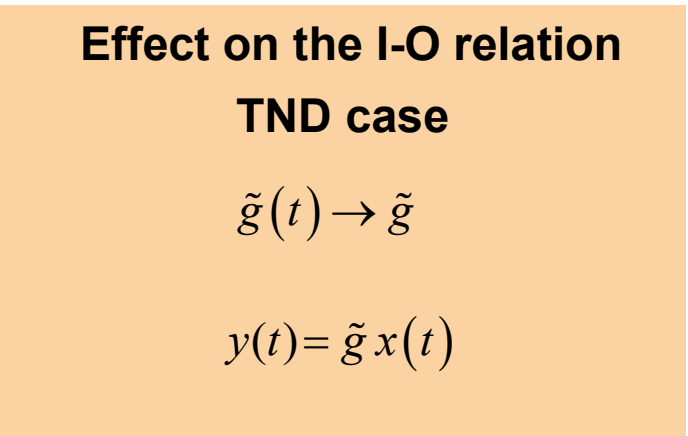 Effect on the I-O relation
TND case
g̃(t) → g̃
y(t) = g̃ x(t)